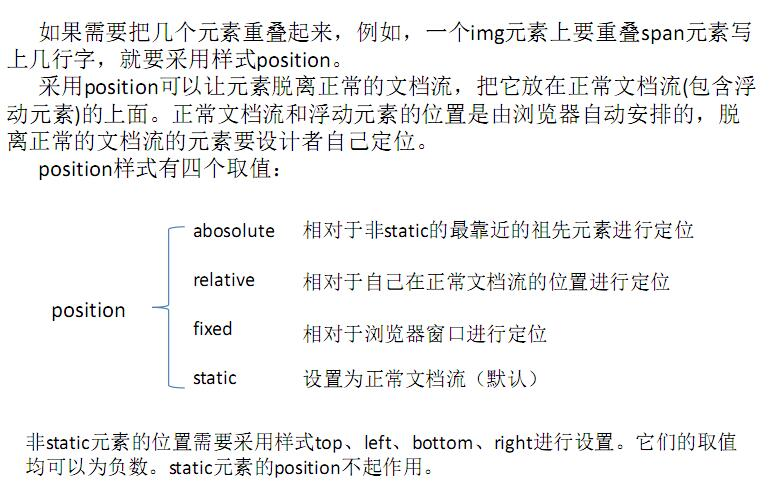 如果需要把几个元素重叠起来，例如，一个img元素上要重叠span元素写
上几行字，就要采用样式position。
采用position可以让元素脱离正常的文档流，把它放在正常文档流(包含浮
动元素)的上面。正常文档流和浮动元素的位置是由浏览器自动安排的，脱
离正常的文档流的元素要设计者自己定位。
position样式有四个取值：
position
abosolute 相对于非static的最靠近的祖先元素进行定位
relative 相对于自己在正常文档流的位置进行定位
fixed 相对于浏览器窗口进行定位
static 设置为正常文档流（默认）
非static元素的位置需要采用样式top、left、bottom、right进行设置。它们的取值
均可以为负数。static元素的position不起作用。